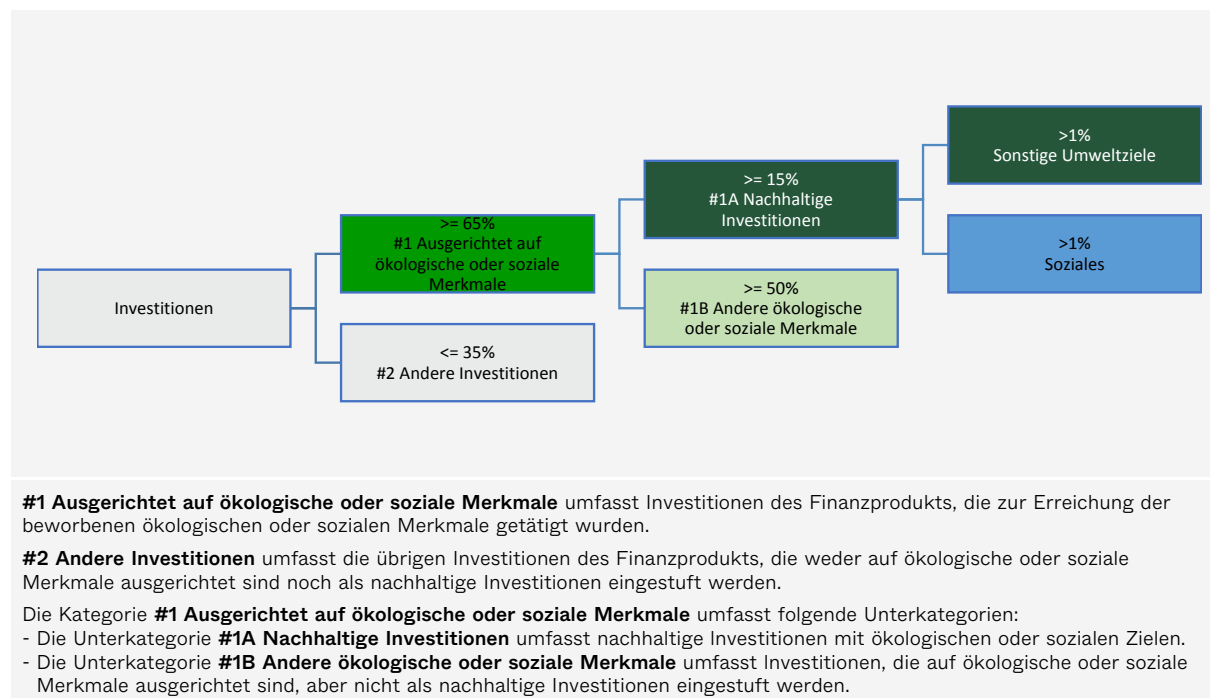 Investitionen
>= 65%
#1 Ausgerichtet auf
ökologische oder soziale
Merkmale
<= 35%
#2 Andere Investitionen
>= 15%
#1A Nachhaltige
Investitionen
>= 50%
#1B Andere ökologische
oder soziale Merkmale
>1%
Sonstige Umweltziele
>1%
Soziales
#1 Ausgerichtet auf ökologische oder soziale Merkmale umfasst Investitionen des Finanzprodukts, die zur Erreichung der
beworbenen ökologischen oder sozialen Merkmale getätigt wurden.
#2 Andere Investitionen umfasst die übrigen Investitionen des Finanzprodukts, die weder auf ökologische oder soziale
Merkmale ausgerichtet sind noch als nachhaltige Investitionen eingestuft werden.
Die Kategorie #1 Ausgerichtet auf ökologische oder soziale Merkmale umfasst folgende Unterkategorien:
- Die Unterkategorie #1A Nachhaltige Investitionen umfasst nachhaltige Investitionen mit ökologischen oder sozialen Zielen.
- Die Unterkategorie #1B Andere ökologische oder soziale Merkmale umfasst Investitionen, die auf ökologische oder soziale
Merkmale ausgerichtet sind, aber nicht als nachhaltige Investitionen eingestuft werden.